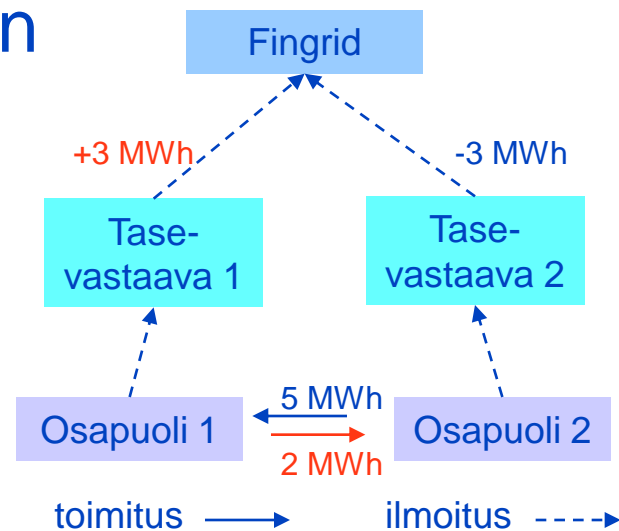 n
Fingrid
+3 MWh
-3 MWh
Tase-
vastaava 1
Tase-
vastaava 2
5 MWh
Osapuoli 1
Osapuoli 2
2 MWh
toimitus
ilmoitus